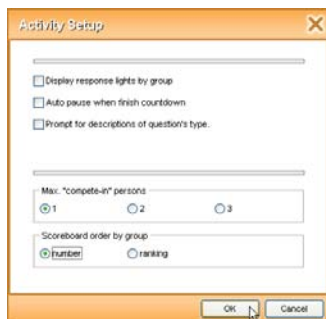 Activity Setup
Display response lights by group
Auto pause when finish countdown
Prompt for descriptions of question's type.
Max. "compete-in" persons
1 2 3
Scoreboard order by group
number ranking
OK Cancel